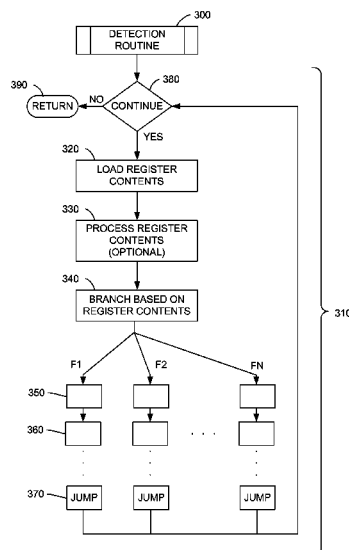 300
DETECTION
ROUTINE
380
390
RETURN
NO
CONTINUE
YES
320
LOAD REGISTER
CONTENTS
330
PROCESS REGISTER
CONTENTS
(OPTIONAL)
340
BRANCH BASED ON
REGISTER CONTENTS
310
F1
F2
FN
350
360
. . .
370
JUMP
JUMP
JUMP